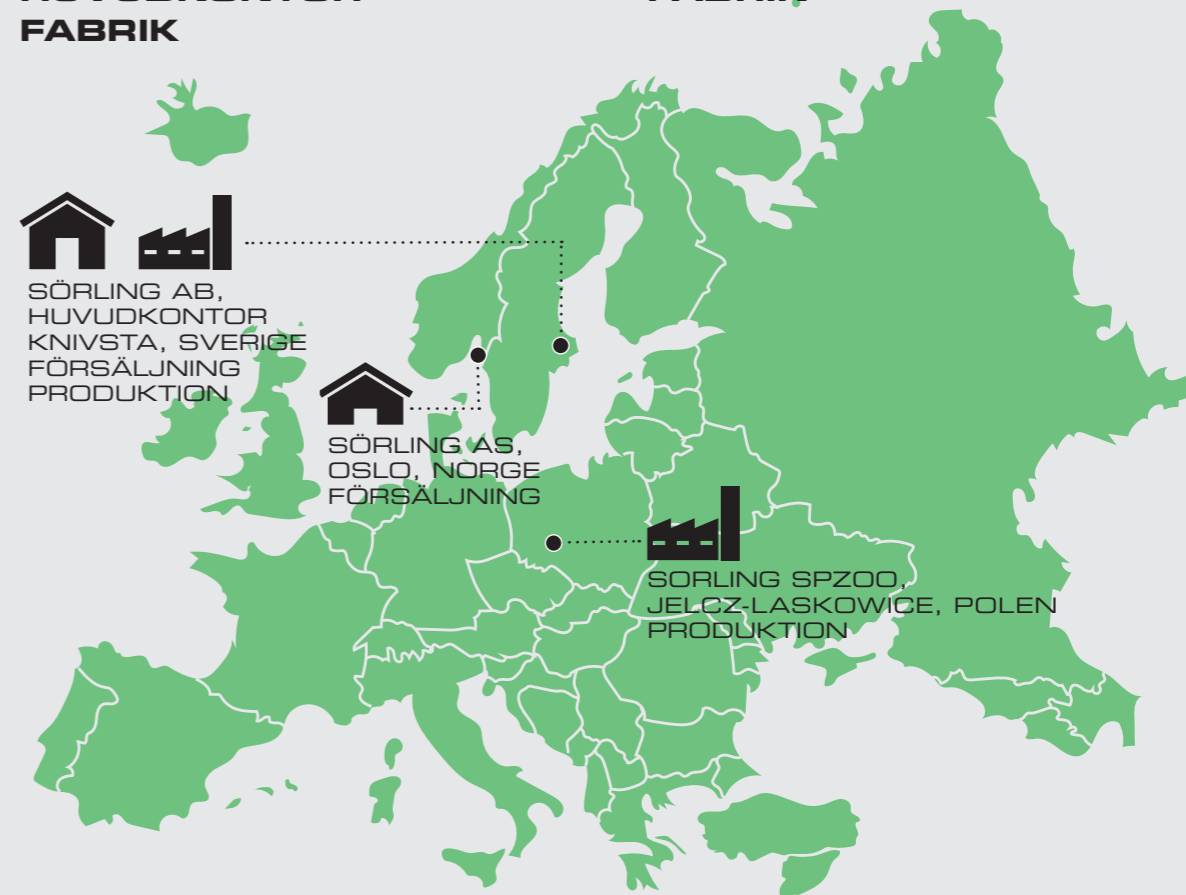 FABRIK
SÖRLING AB,
HUVUDKONTOR
KNIVSTA, SVERIGE
FÖRSÄLJNING
PRODUKTION
SÖRLING AS,
OSLO, NORGE
FÖRSÄLJNING
SORLING SPZOO,
JELCZ-LASKOWICE, POLEN
PRODUKTION